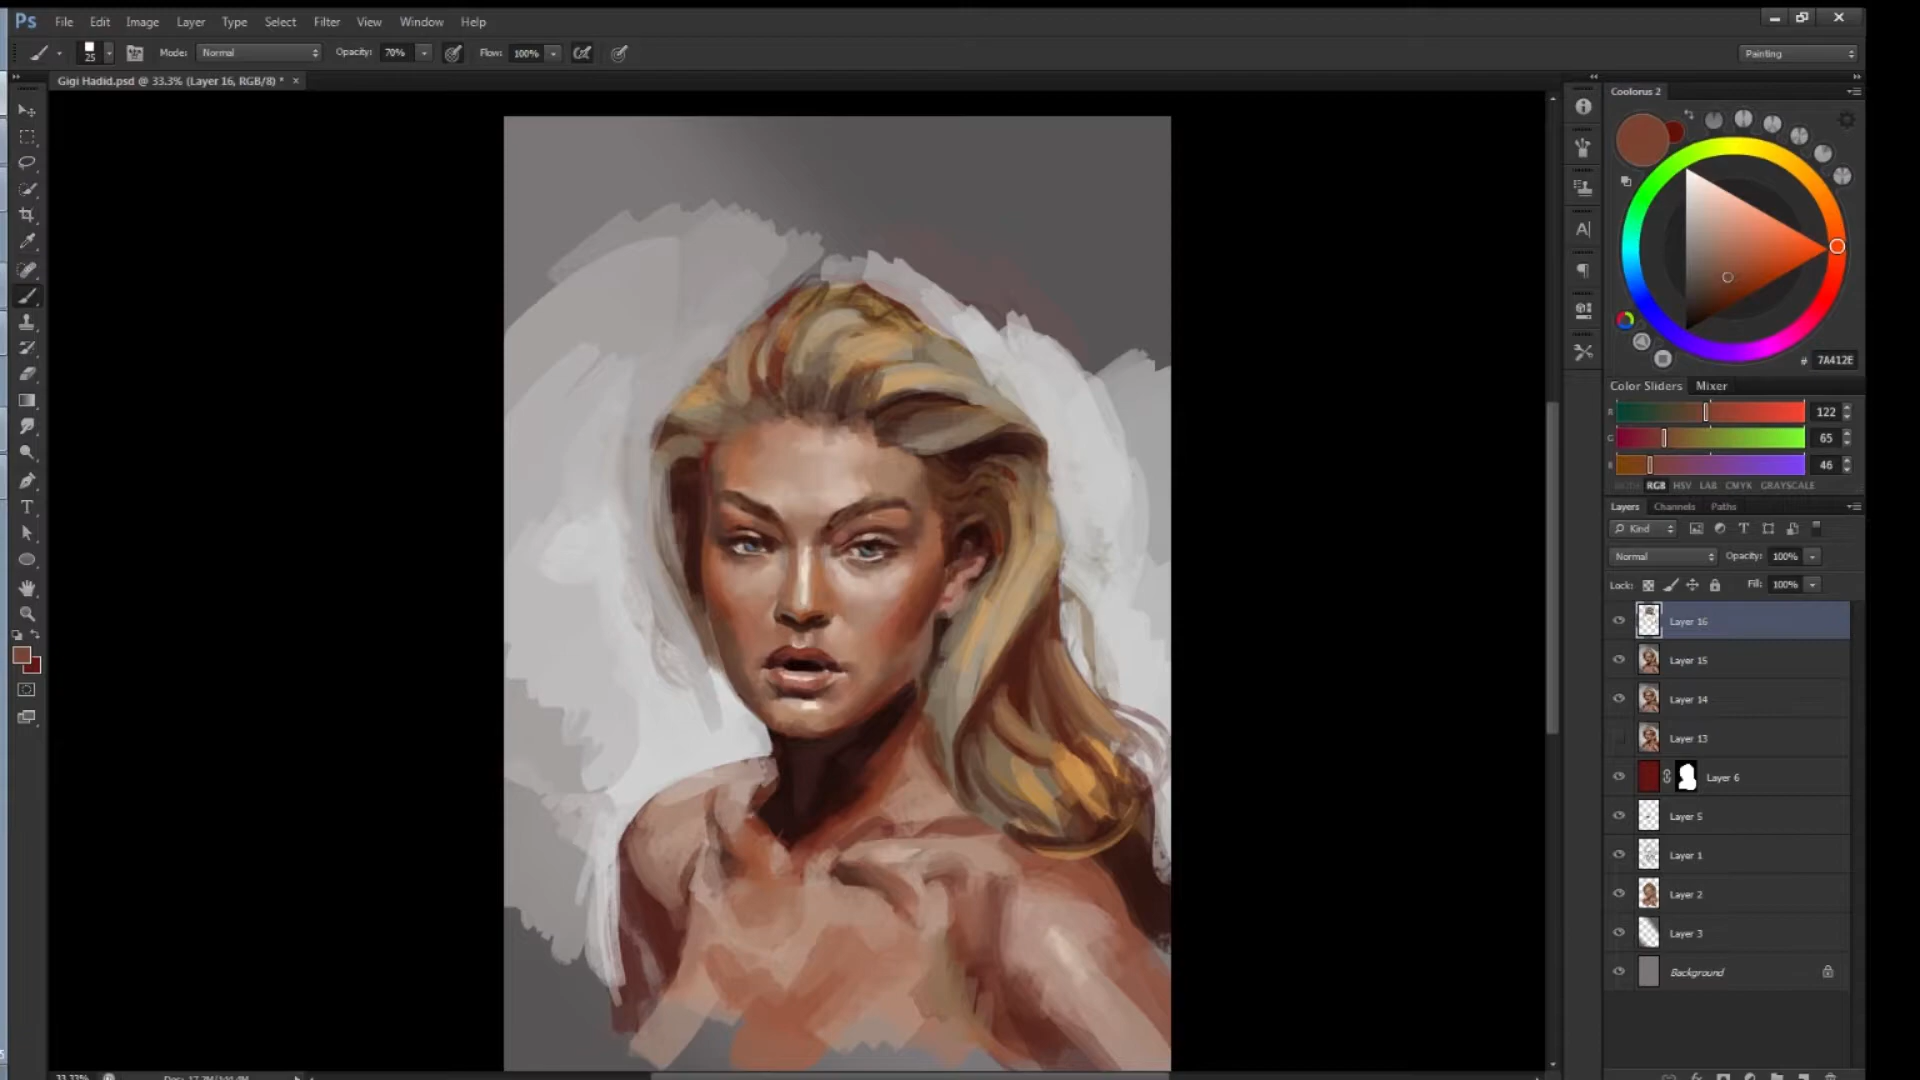 Ps File Edit Image Layer Type Select Filter View Window Help
25 Mode: Normal Opacity: 70% Flow: 100% Painting
Gigi Hadid.psd @ 33.3% (Layer 16, RGB/8) * ×
Coolorus 2
# 7A412E
Color Sliders Mixer
R 122
G 65
46
RGB HSV LAB CMYK GRAYSCALE
Layers Channels Paths
Kind
Normal Opacity: 100%
Lock: Fill: 100%
Layer 16
Layer 15
Layer 14
Layer 13
Layer 6
Layer 5
Layer 1
Layer 2
Layer 3
Background
33.33%